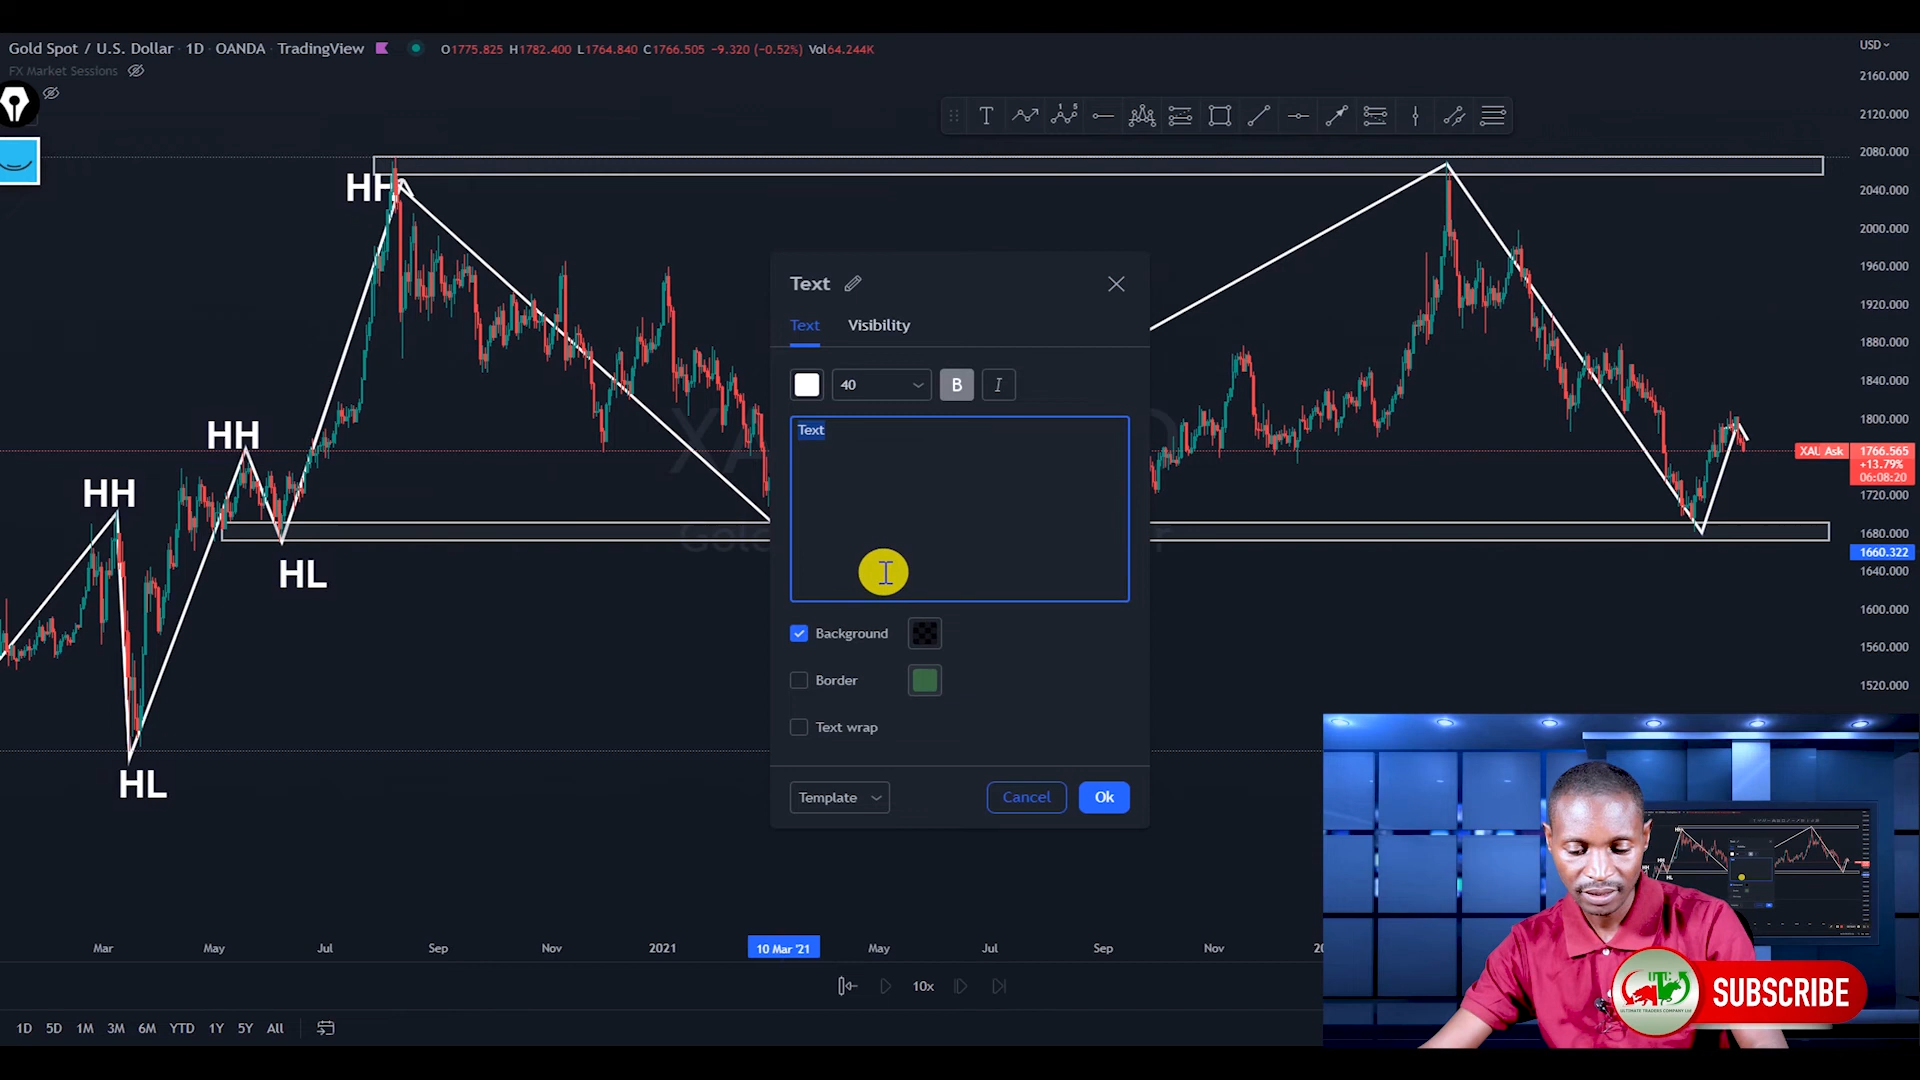 Gold Spot / U.S. Dollar · 1D · OANDA · TradingView O1775.825 H1782.400 L1764.840 C1766.505 −9.320 (−0.52%) Vol64.244K
FX Market Sessions
USD
2160.000
2120.000
2080.000
2040.000
2000.000
1960.000
1920.000
1880.000
1840.000
1800.000
XAU Ask 1766.565
+13.79%
06:08:20
1720.000
1680.000
1660.322
1640.000
1600.000
1560.000
1520.000
HH
HH
HL
HL
Text
Text Visibility
40 B I
Text
Background
Border
Text wrap
Template Cancel Ok
Mar May Jul Sep Nov 2021 10 Mar '21 May Jul Sep Nov
10x
1D 5D 1M 3M 6M YTD 1Y 5Y All
UTC
ULTIMATE TRADERS COMPANY Ltd
SUBSCRIBE